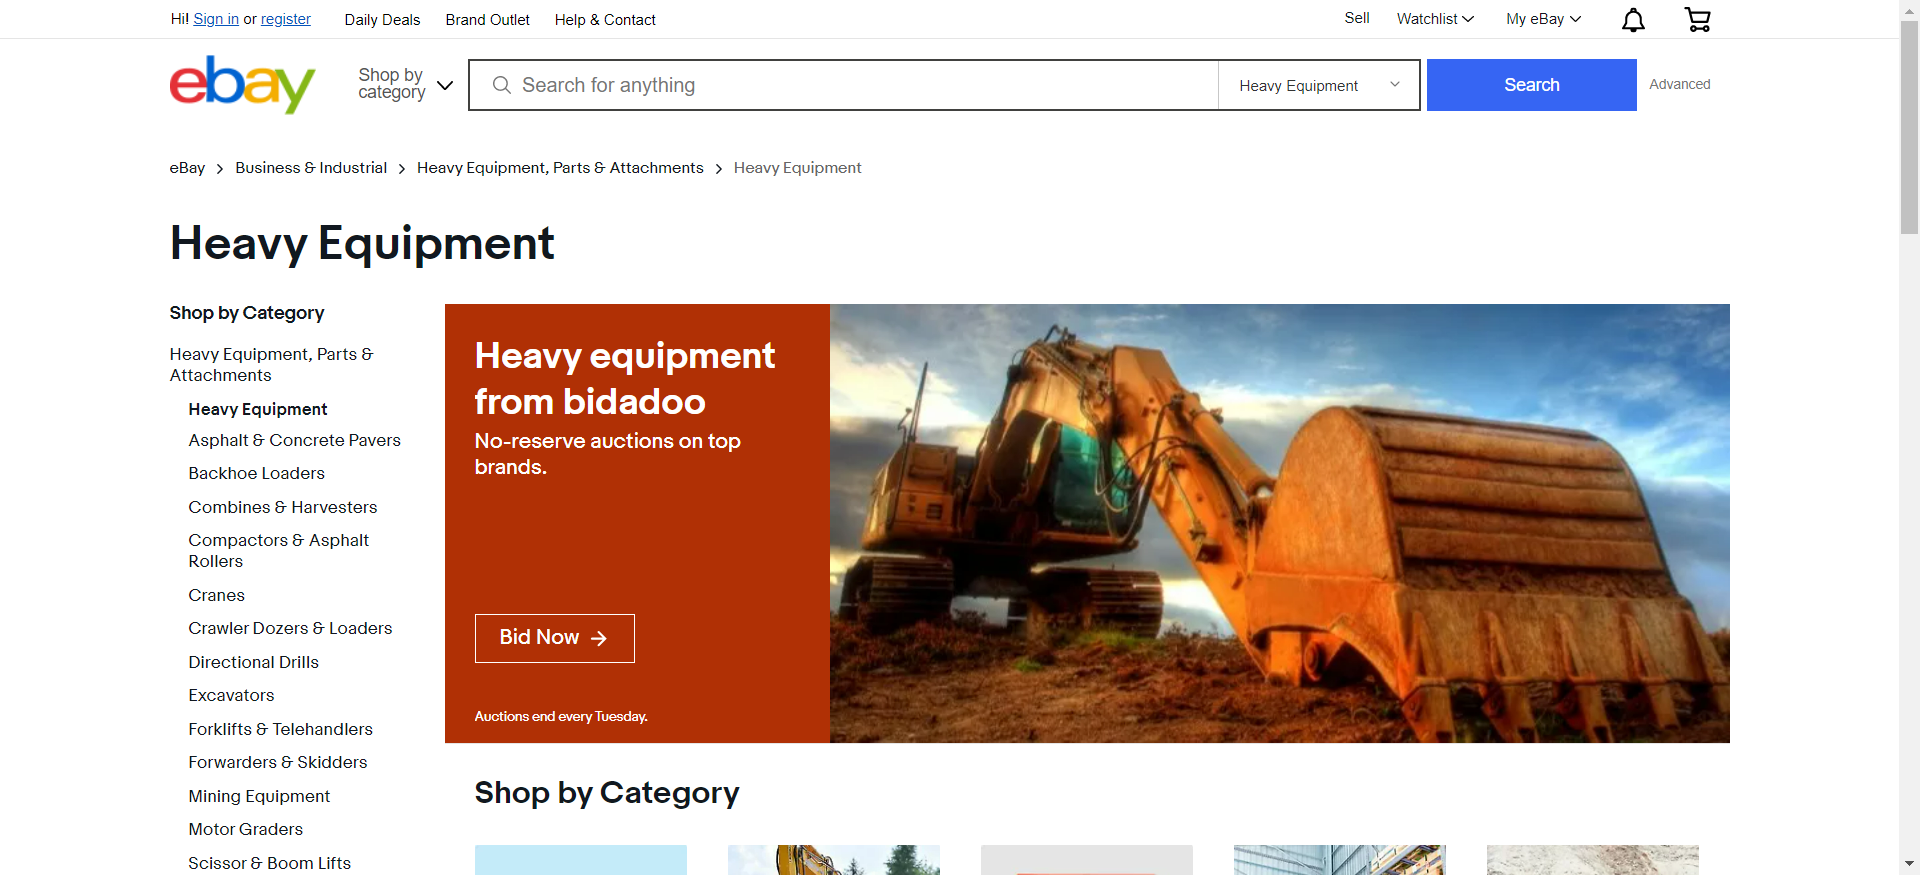 Hi! Sign in or register
Daily Deals
Brand Outlet
Help & Contact
Sell
Watchlist
My eBay
ebay
Shop by
category
Search for anything
Heavy Equipment
Search
Advanced
eBay
Business & Industrial
Heavy Equipment, Parts & Attachments
Heavy Equipment
Heavy Equipment
Shop by Category
Heavy Equipment, Parts &
Attachments
Heavy Equipment
Asphalt & Concrete Pavers
Backhoe Loaders
Combines & Harvesters
Compactors & Asphalt
Rollers
Cranes
Crawler Dozers & Loaders
Directional Drills
Excavators
Forklifts & Telehandlers
Forwarders & Skidders
Mining Equipment
Motor Graders
Scissor & Boom Lifts
Heavy equipment
from bidadoo
No-reserve auctions on top
brands.
Bid Now
Auctions end every Tuesday.
Shop by Category